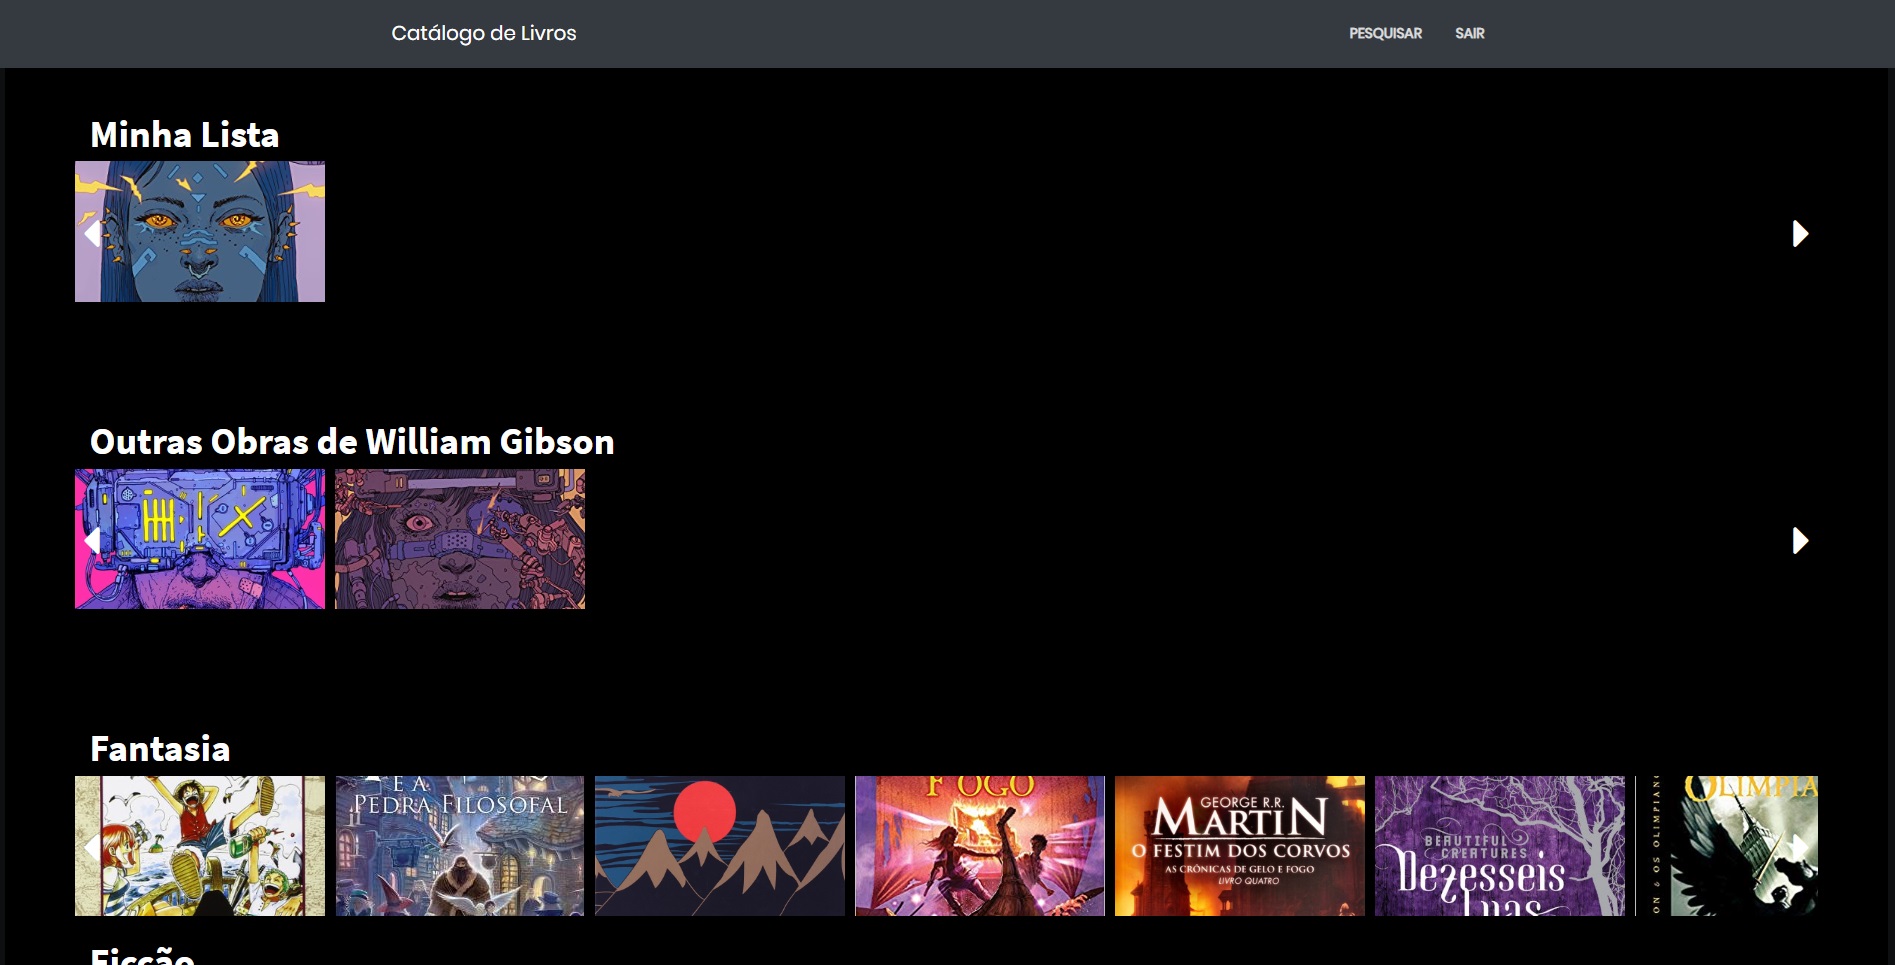 Catálogo de Livros
PESQUISAR
SAIR
Minha Lista
Outras Obras de William Gibson
Fantasia
E A
PEDRA FILOSOFAL
FOGO
GEORGE R.R.
MARTIN
O FESTIM DOS CORVOS
AS CRÔNICAS DE GELO E FOGO
LIVRO QUATRO
BEAUTIFUL
CREATURES
Dezesseis
Luas
ON & OS OLIMPIANO
OLIMPIA
Ficção